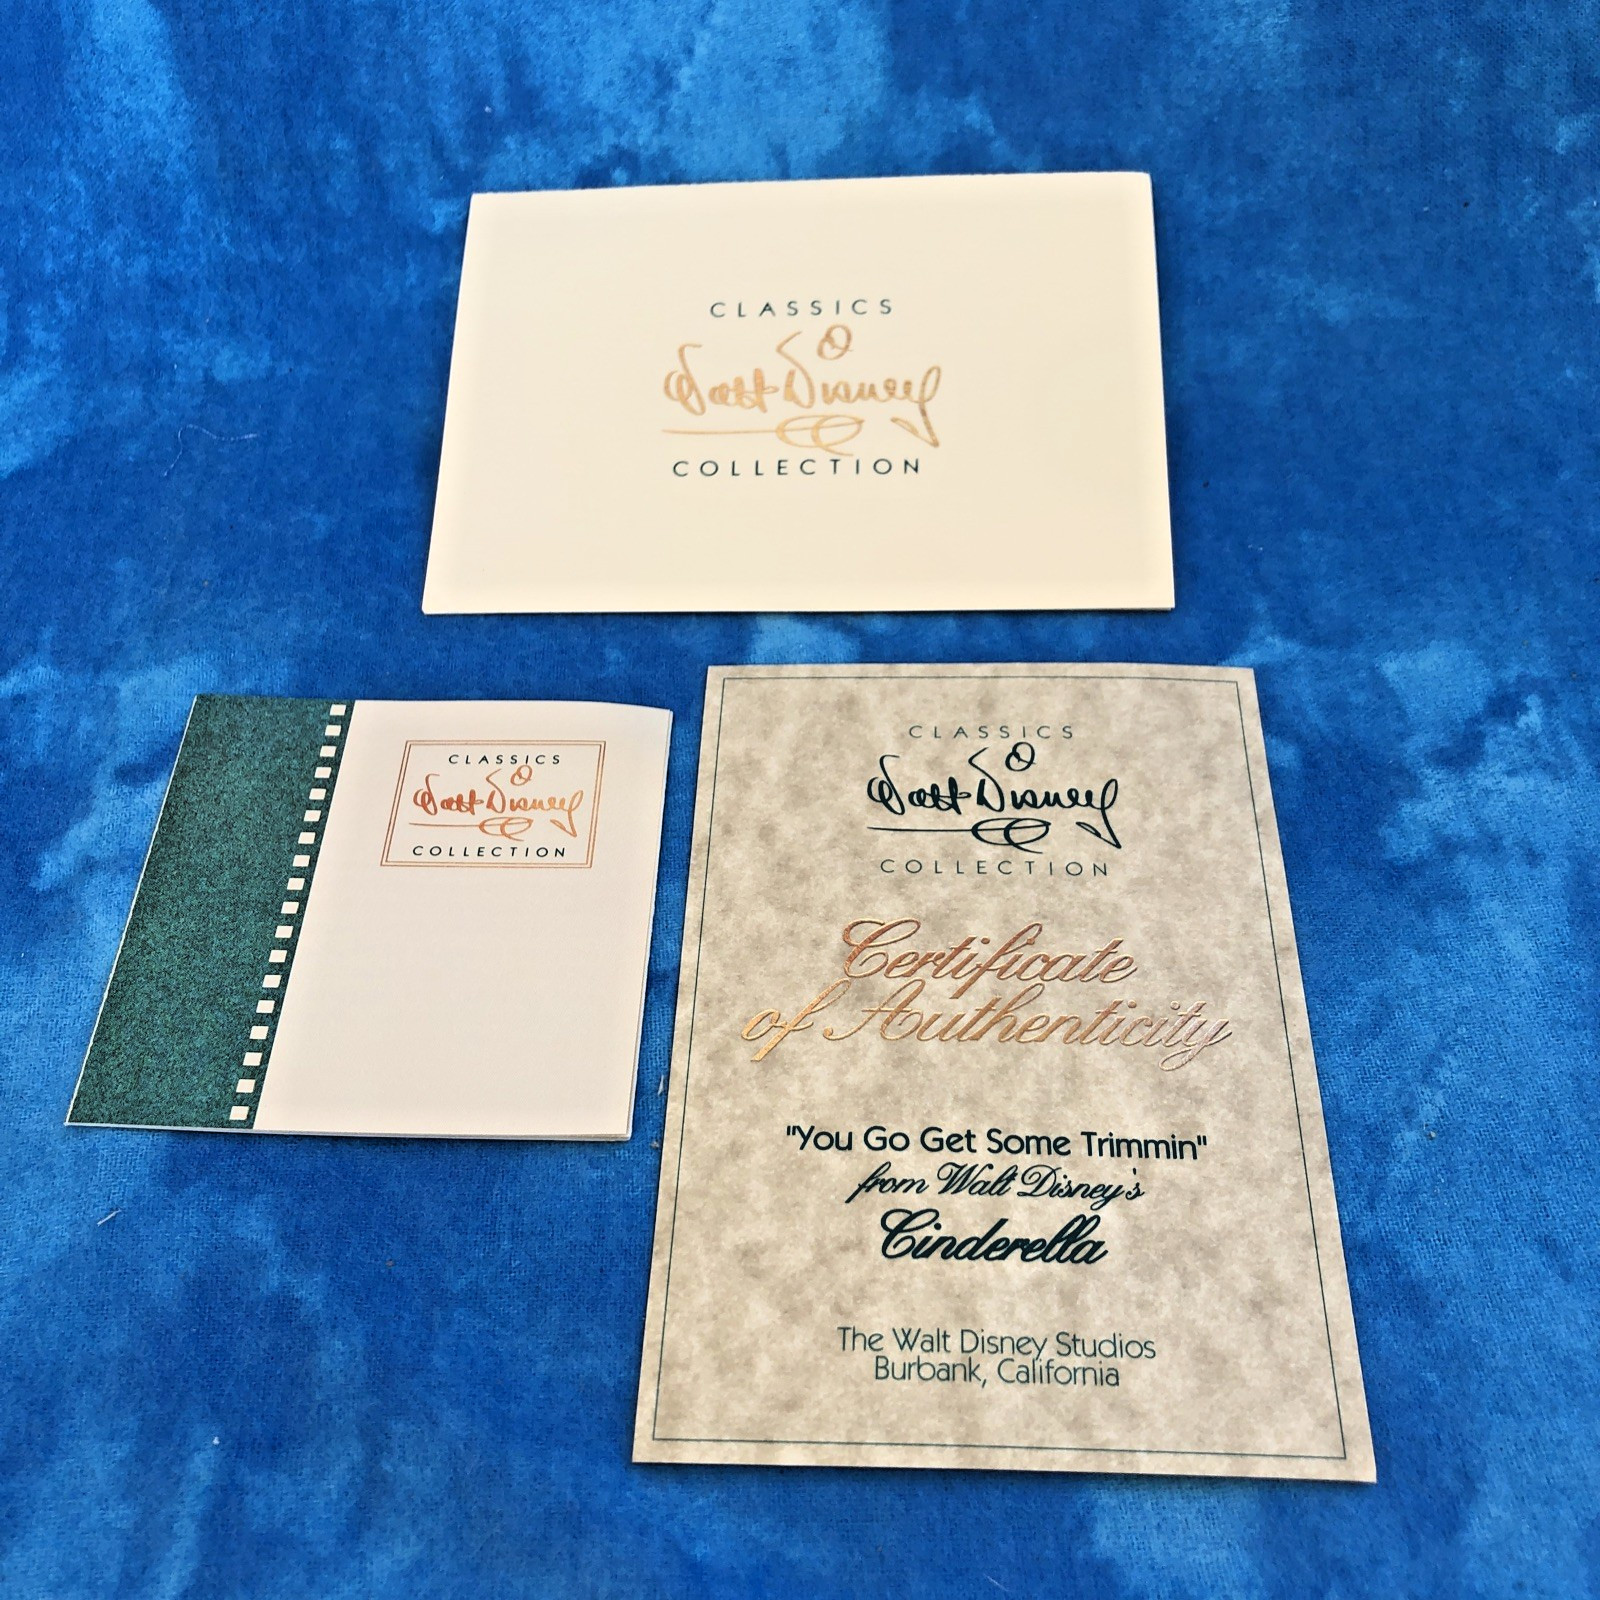 CLASSICS
Walt Disney
COLLECTION
CLASSICS
Walt Disney
COLLECTION
CLASSICS
Walt Disney
COLLECTION
Certificate
of Authenticity
"You Go Get Some Trimmin"
from Walt Disney's
Cinderella
The Walt Disney Studios
Burbank, California